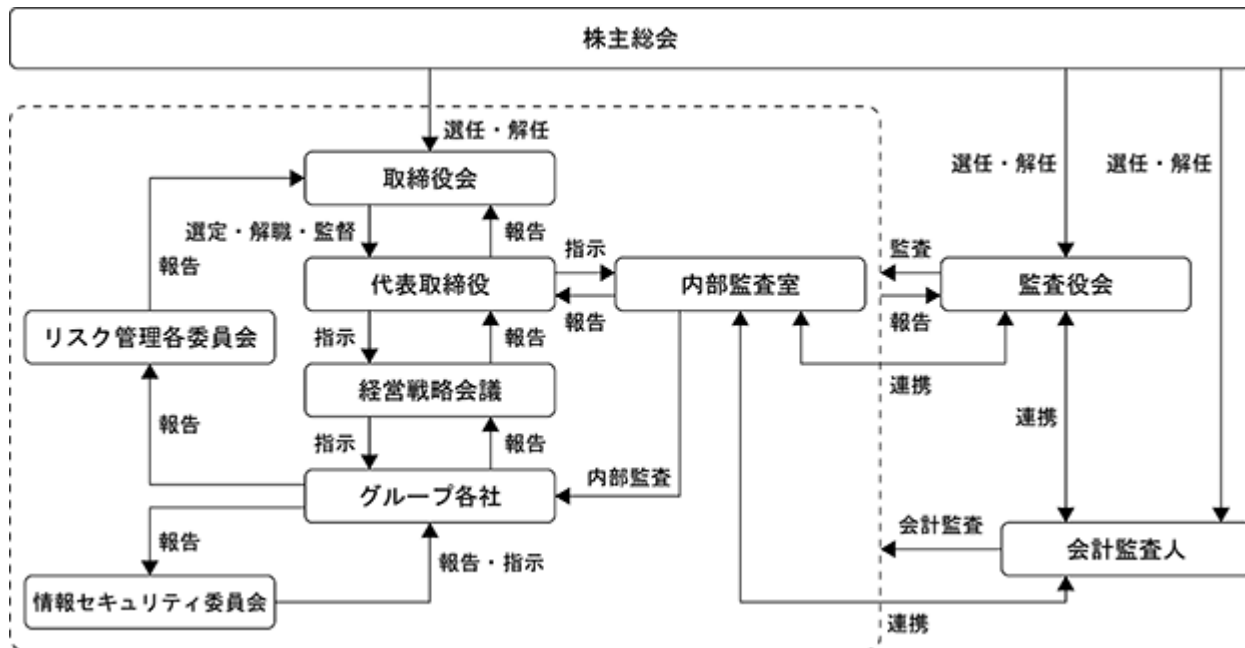 株主総会
選任・解任
選任・解任
選任・解任
取締役会
選定・解職・監督
報告
報告
指示
監査
代表取締役
内部監査室
監査役会
報告
報告
リスク管理各委員会
指示
報告
連携
経営戦略会議
報告
指示
報告
連携
内部監査
グループ各社
報告
会計監査
報告・指示
会計監査人
情報セキュリティ委員会
連携